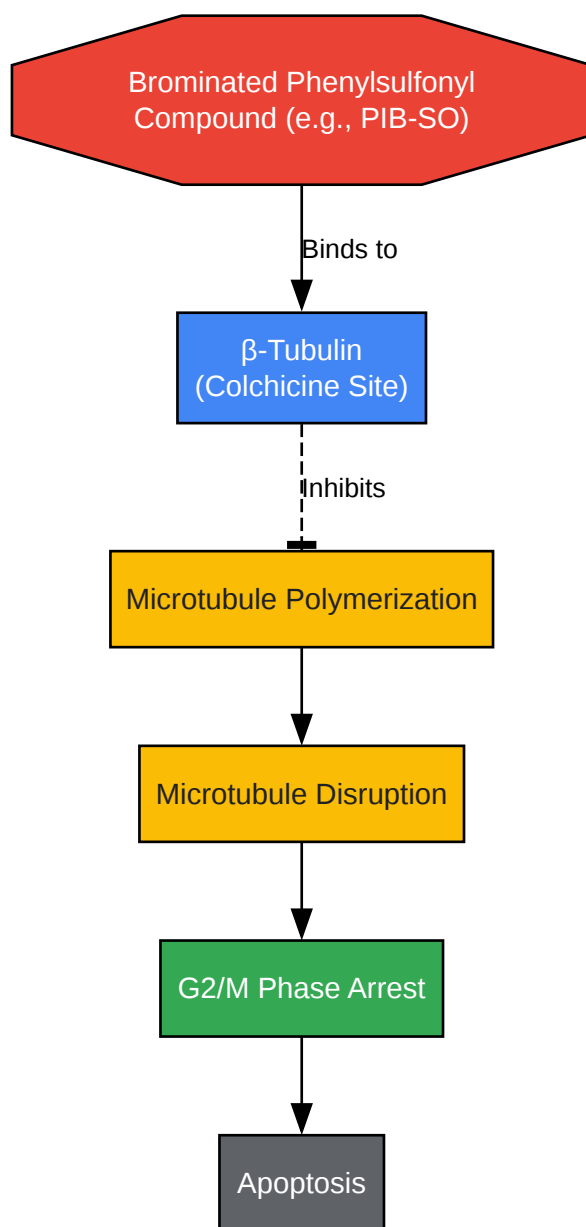 Brominated Phenylsulfonyl
Compound (e.g., PIB-SO)
Binds to
β-Tubulin
(Colchicine Site)
Inhibits
Microtubule Polymerization
Microtubule Disruption
G2/M Phase Arrest
Apoptosis